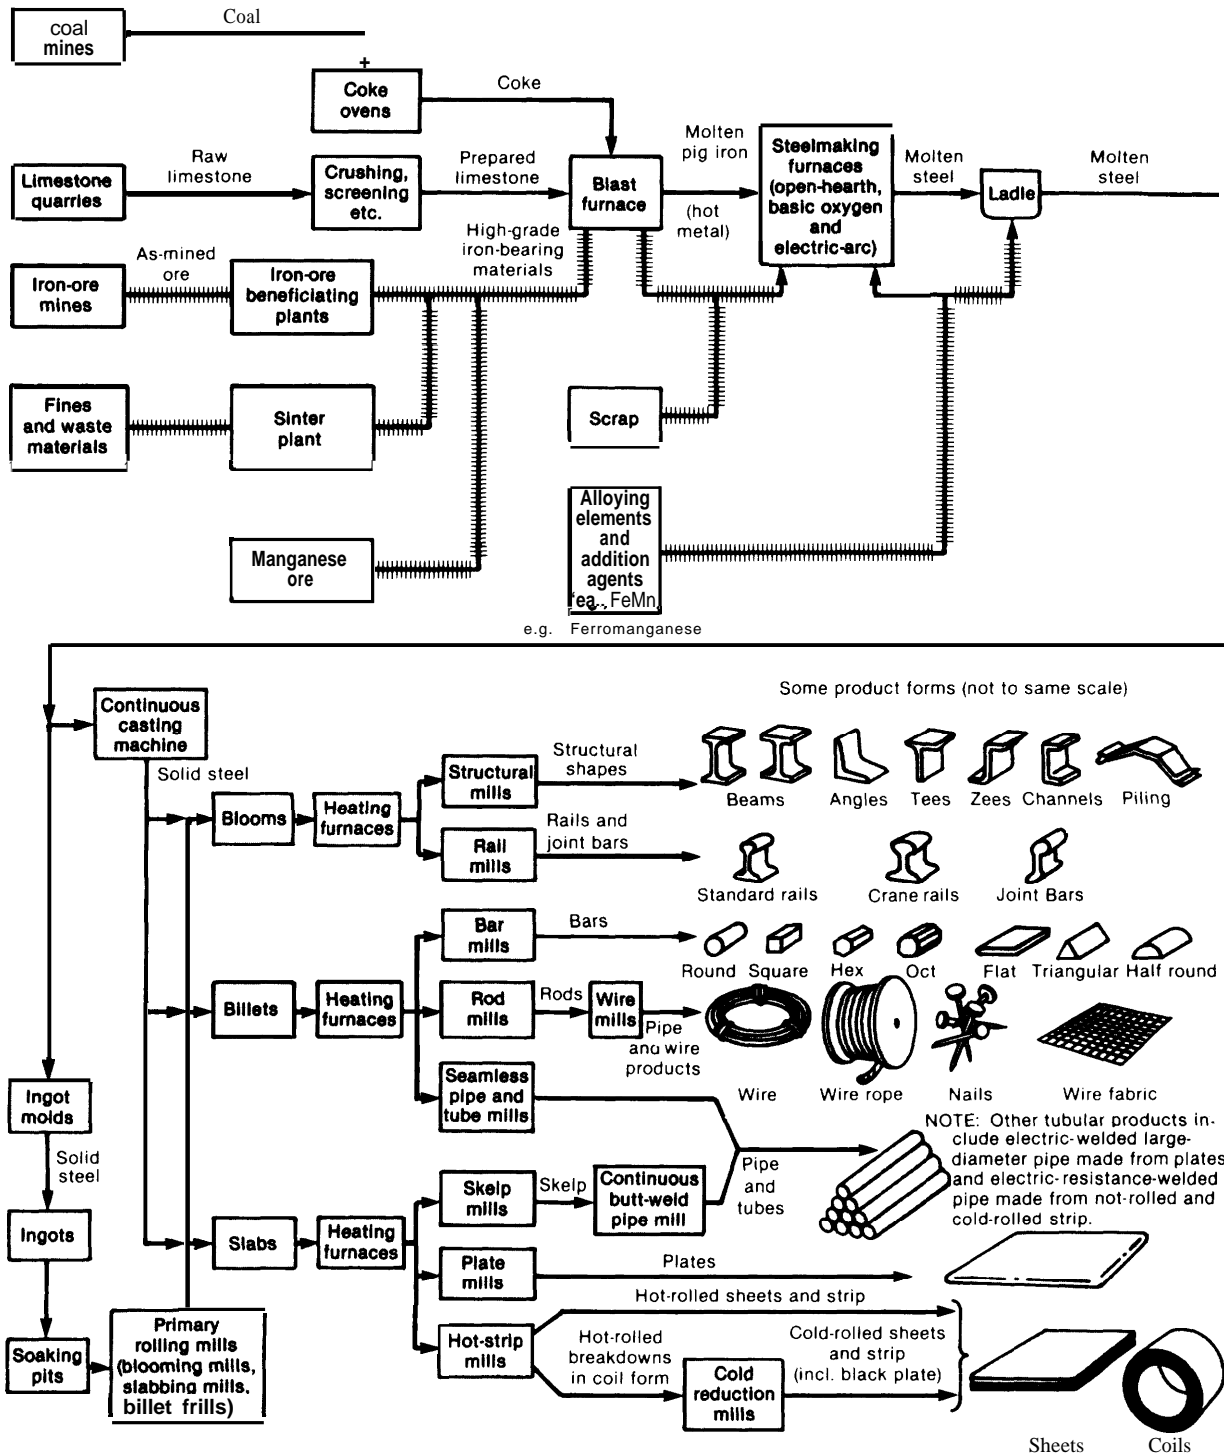 coal
mines
Coal
+
Coke
ovens
Coke
Limestone
quarries
Raw
limestone
Crushing,
screening
etc.
Prepared
limestone
Blast
furnace
Molten
pig iron
(hot
metal)
Steelmaking
furnaces
(open-hearth,
basic oxygen
and
electric-arc)
Molten
steel
Ladle
Molten
steel
Iron-ore
mines
As-mined
ore
Iron-ore
beneficiating
plants
High-grade
iron-bearing
materials
Fines
and waste
materials
Sinter
plant
Scrap
Manganese
ore
Alloying
elements
and
addition
agents
'ea.. FeMn,
e.g. Ferromanganese
Some product forms (not to same scale)
Continuous
casting
machine
Solid steel
Blooms
Heating
furnaces
Structural
mills
Structural
shapes
Beams
Angles
Tees
Zees
Channels
Piling
Rail
mills
Rails and
joint bars
Standard rails
Crane rails
Joint Bars
Bar
mills
Bars
Round
Square
Hex
Oct
Flat
Triangular
Half round
Billets
Heating
furnaces
Rod
mills
Rods
Wire
mills
Pipe
and wire
products
Wire
Wire rope
Nails
Wire fabric
Seamless
pipe and
tube mills
Ingot
molds
Solid
steel
Ingots
Soaking
pits
Primary
rolling mills
(blooming mills,
slabbing mills,
billet frills)
Slabs
Heating
furnaces
Skelp
mills
Skelp
Continuous
butt-weld
pipe mill
Pipe
and
tubes
NOTE: Other tubular products in-
clude electric-welded large-
diameter pipe made from plates
and electric-resistance-welded
pipe made from not-rolled and
cold-rolled strip.
Plate
mills
Plates
Hot-strip
mills
Hot-rolled sheets and strip
Hot-rolled
breakdowns
in coil form
Cold
reduction
mills
Cold-rolled sheets
and strip
(incl. black plate)
Sheets
Coils